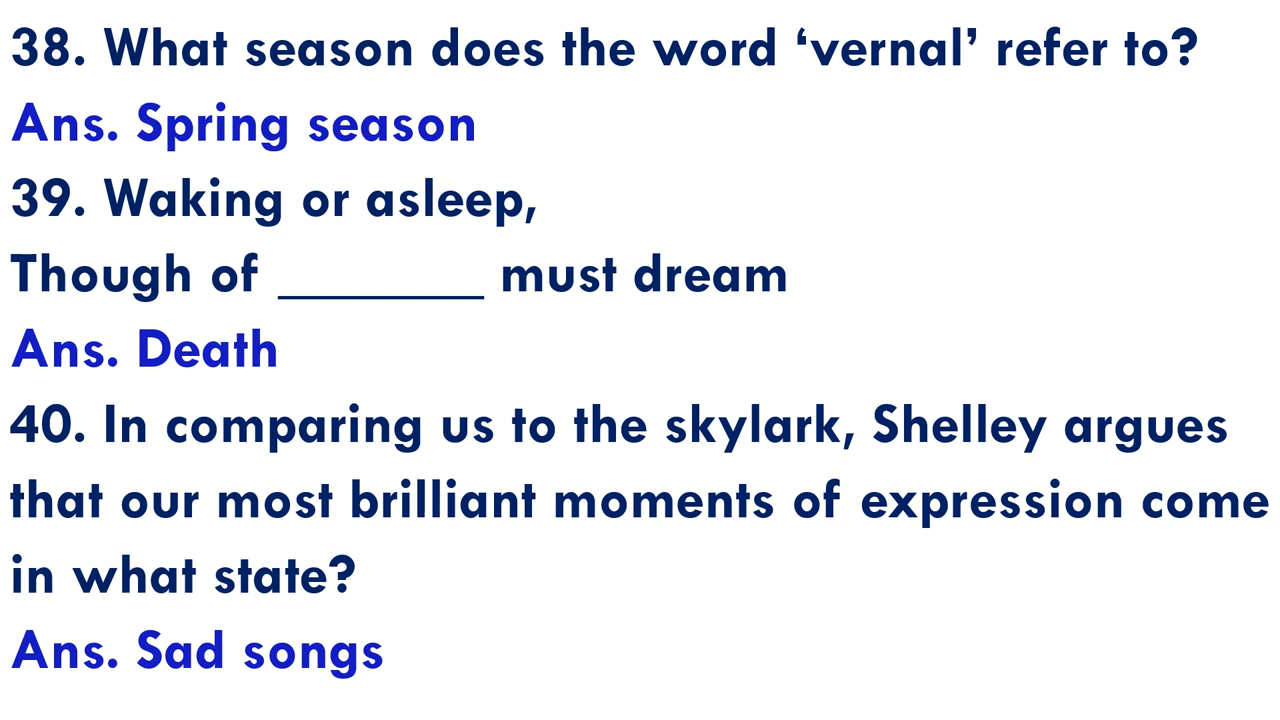 38. What season does the word ‘vernal’ refer to?
Ans. Spring season
39. Waking or asleep,
Though of ________ must dream
Ans. Death
40. In comparing us to the skylark, Shelley argues
that our most brilliant moments of expression come
in what state?
Ans. Sad songs